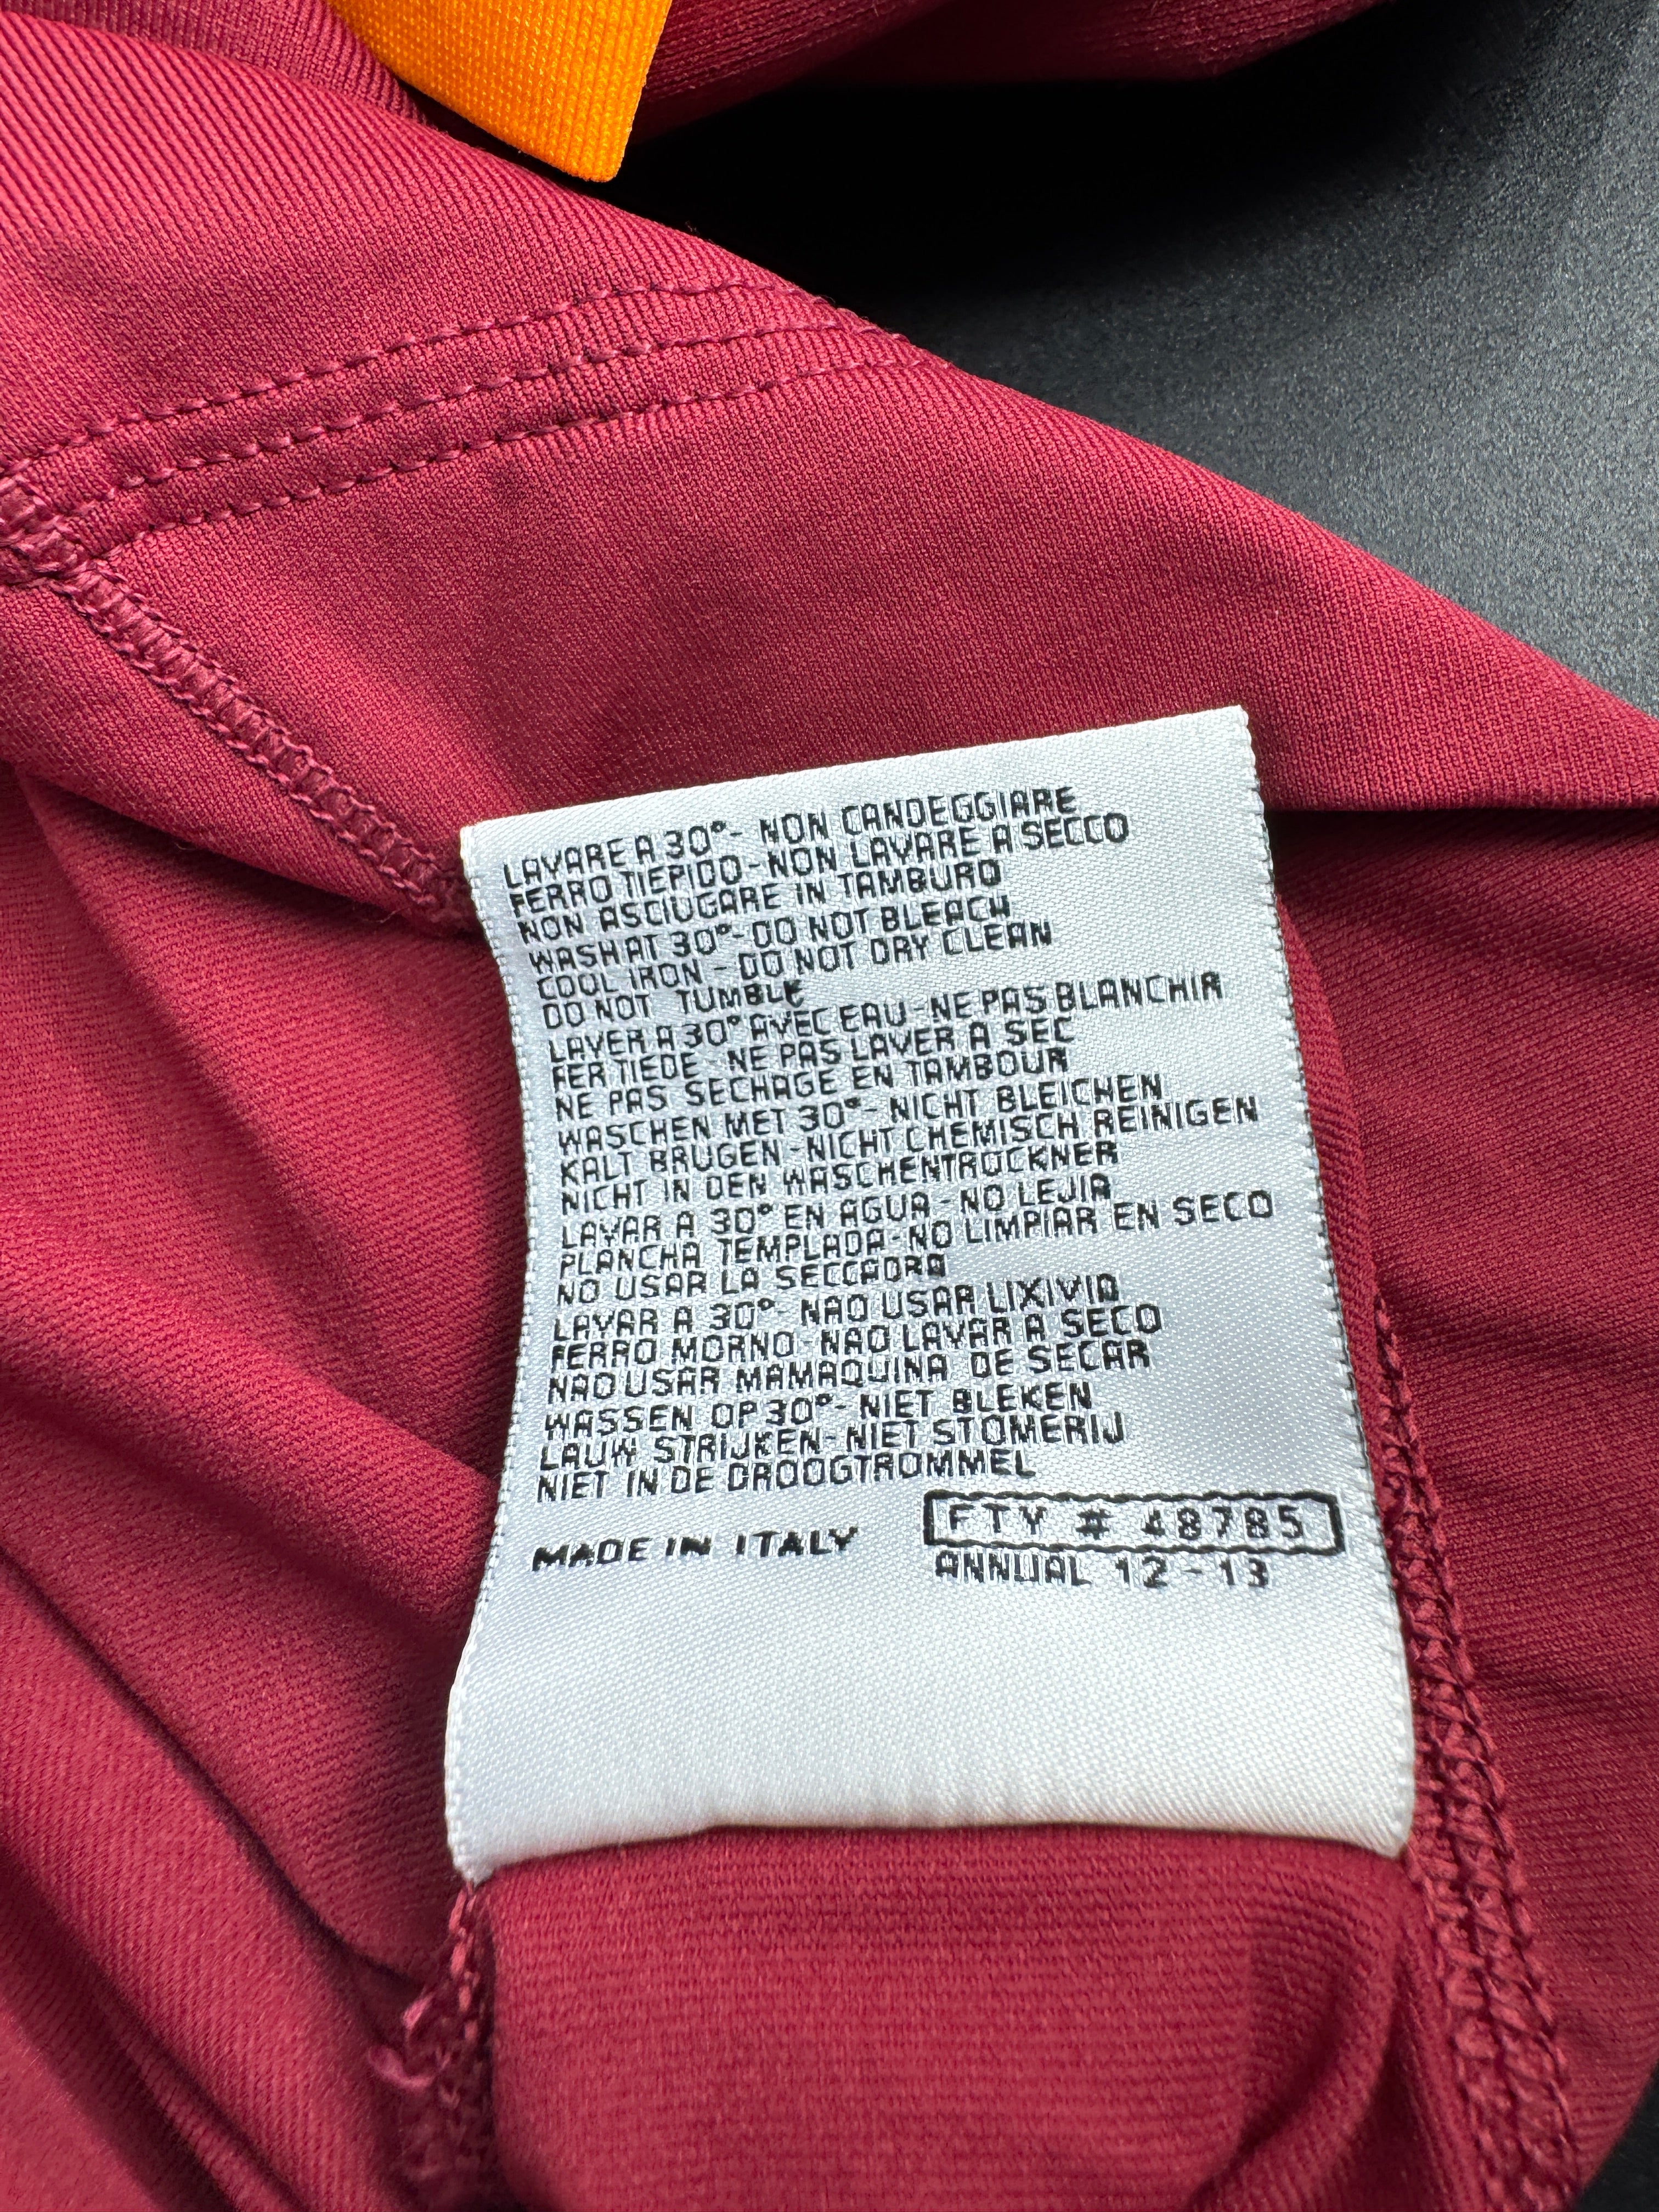 LAVARE A 30°- NON CANDEGGIARE
FERRO TIEPIDO-NON LAVARE A SECCO
NON ASCIUGARE IN TAMBURO
WASH AT 30°-DO NOT BLEACH
COOL IRON - DO NOT DRY CLEAN
DO NOT TUMBLE
LAVER A 30° AVEC EAU-NE PAS BLANCHIR
FER TIEDE - NE PAS LAVER A SEC
NE PAS SECHAGE EN TAMBOUR
WASCHEN MET 30°- NICHT BLEICHEN
KALT BRUGEN-NICHT CHEMISCH REINIGEN
NICHT IN DEN WASCHENTROCKNER
LAVAR A 30° EN AGUA-NO LEJIA
PLANCHA TEMPLADA-NO LIMPIAR EN SECO
NO USAR LA SECCADRA
LAVAR A 30°- NAO USAR LIXIVIO
FERRO MORNO-NAO LAVAR A SECO
NAO USAR MAMAQUINA DE SECAR
WASSEN OP 30°- NIET BLEKEN
LAUW STRIJKEN-NIET STOMERIJ
NIET IN DE DROOGTROMMEL
MADE IN ITALY
FTY # 48785
ANNUAL 12-13